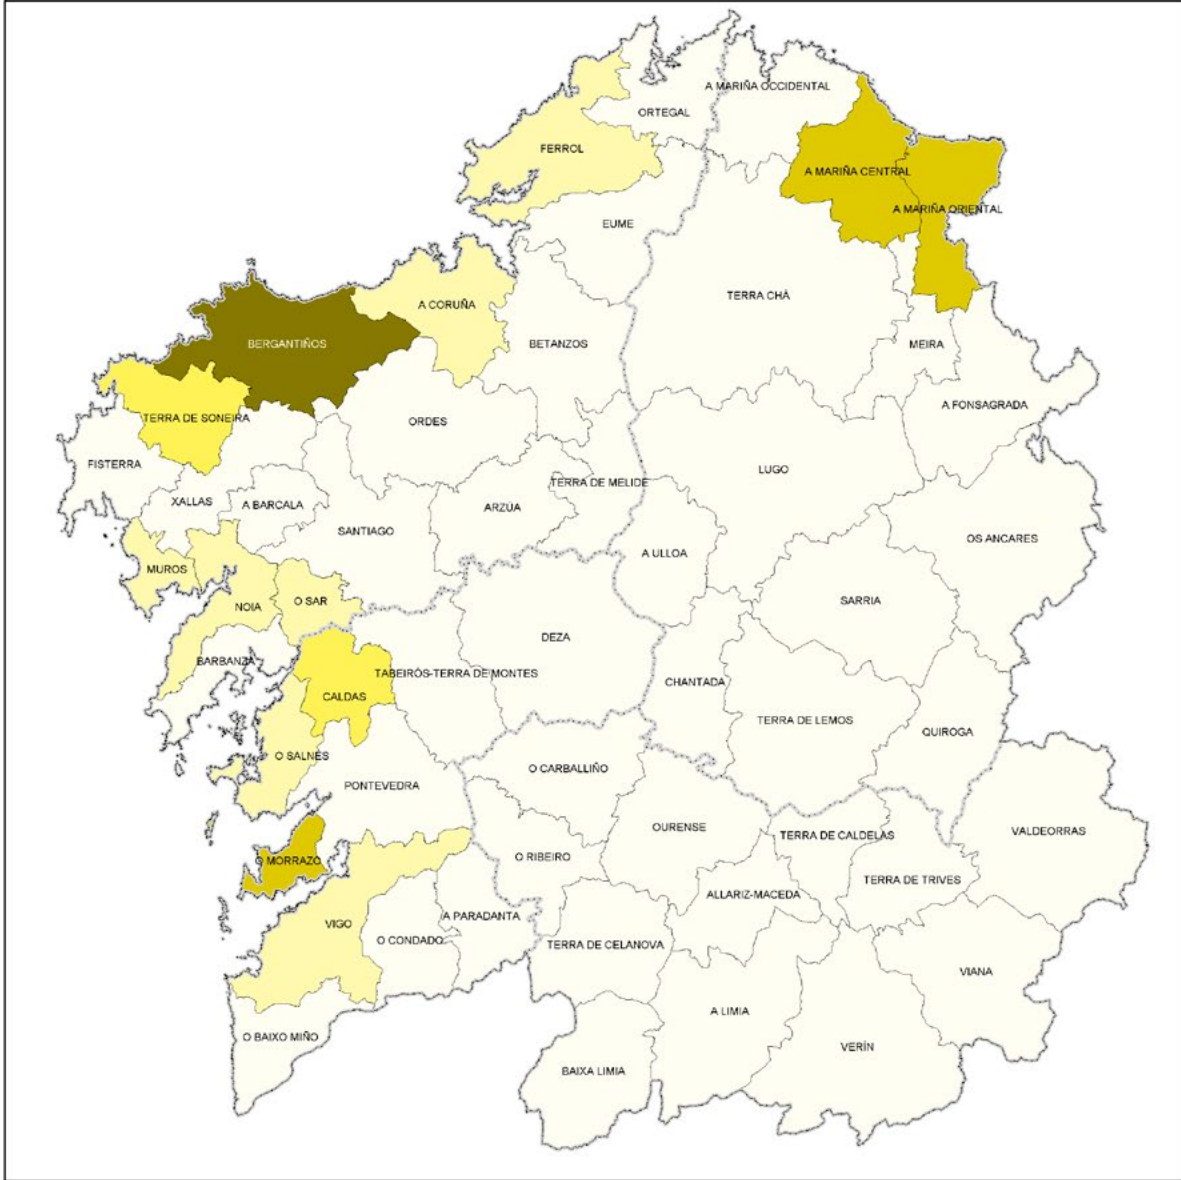 A MARIÑA OCCIDENTAL
ORTEGAL
FERROL
A MARIÑA CENTRAL
A MARIÑA ORIENTAL
EUME
TERRA CHÁ
A CORUÑA
BERGANTIÑOS
BETANZOS
MEIRA
A FONSAGRADA
TERRA DE SONEIRA
ORDES
FISTERRA
LUGO
TERRA DE MELIDE
XALLAS
A BARCALA
ARZÚA
SANTIAGO
OS ANCARES
A ULLOA
MUROS
SARRIA
O SAR
NOIA
DEZA
BARBANZA
TABEIRÓS-TERRA DE MONTES
CHANTADA
CALDAS
TERRA DE LEMOS
QUIROGA
O SALNÉS
O CARBALLIÑO
PONTEVEDRA
OURENSE
VALDEORRAS
TERRA DE CALDELAS
O RIBEIRO
O MORRAZO
TERRA DE TRIVES
ALLARIZ-MACEDA
A PARADANTA
VIGO
O CONDADO
TERRA DE CELANOVA
VIANA
A LIMIA
O BAIXO MIÑO
VERÍN
BAIXA LIMIA